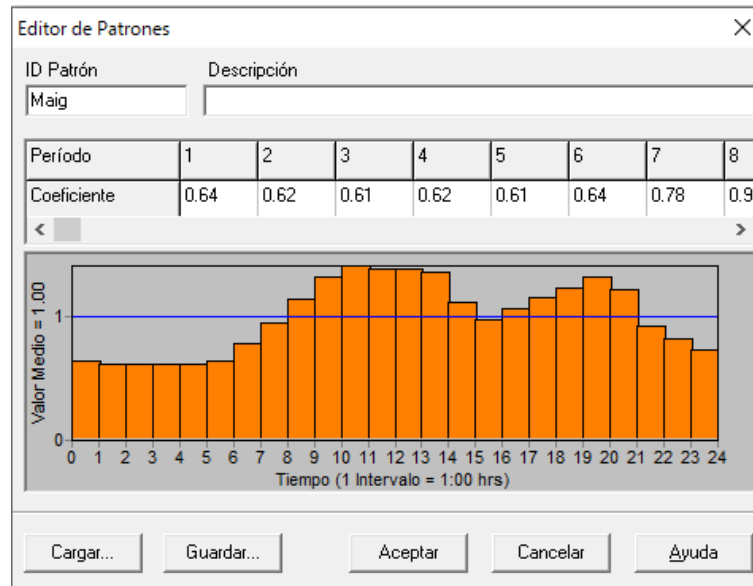 Editor de Patrones
ID Patrón Descripción
Maig
Período 1 2 3 4 5 6 7 8
Coeficiente 0.64 0.62 0.61 0.62 0.61 0.64 0.78 0.9
Valor Medio = 1.00
1
0
0 1 2 3 4 5 6 7 8 9 10 11 12 13 14 15 16 17 18 19 20 21 22 23 24
Tiempo (1 Intervalo = 1:00 hrs)
Cargar... Guardar... Aceptar Cancelar Ayuda